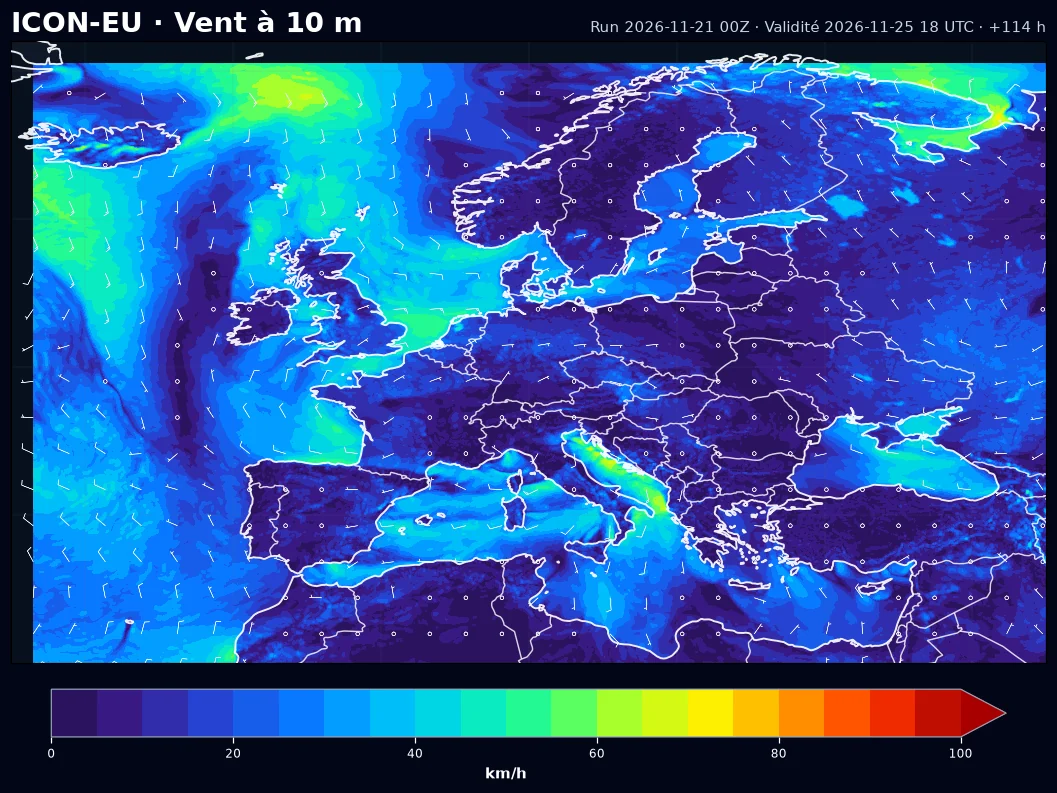 ICON-EU · Vent à 10 m
Run 2026-11-21 00Z · Validité 2026-11-25 18 UTC · +114 h
0 20 40 60 80 100
km/h